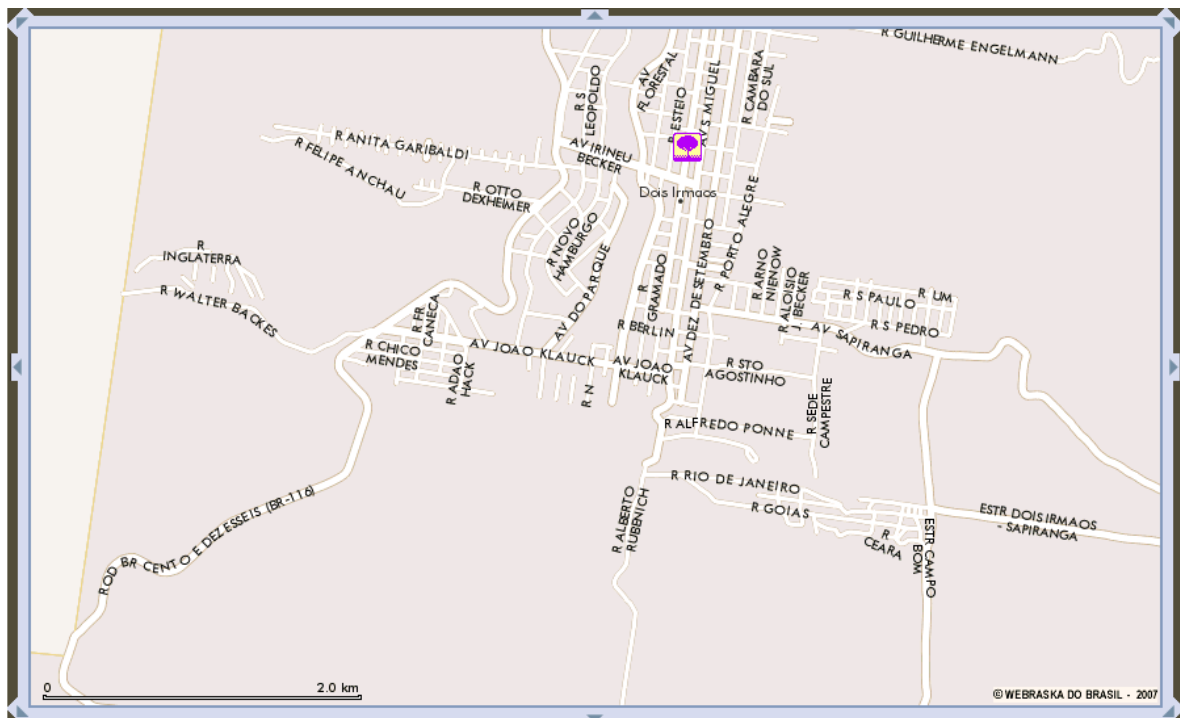 R GUILHERME ENGELMANN
AV
FLORESTAL
R ESTEIO
AV S MIGUEL
R CAMBARA
DO SUL
R S
LEOPOLDO
R ANITA GARIBALDI
AV IRINEU
BECKER
R FELIPE ANCHAU
R OTTO
DEXHEIMER
Dois Irmaos
R PORTO ALEGRE
R NOVO
HAMBURGO
AV DO PARQUE
R
INGLATERRA
R WALTER BACKES
R
GRAMADO
AV DEZ DE SETEMBRO
R ARNO
NIENOW
R ALOISIO
J. BECKER
R S PAULO
R UM
R S PEDRO
AV SAPIRANGA
R FR
CANECA
R BERLIN
R CHICO
MENDES
R ADAO
HACK
AV JOAO KLAUCK
AV JOAO
KLAUCK
R N
R STO
AGOSTINHO
R SEDE
CAMPESTRE
R ALFREDO PONNE
R RIO DE JANEIRO
R GOIAS
R ALBERTO
RUBENICH
R
CEARA
ESTR CAMPO
BOM
ESTR DOIS IRMAOS
- SAPIRANGA
ROD BR CENTO E DEZESSEIS (BR-116)
0 2.0 km
© WEBRASKA DO BRASIL - 2007